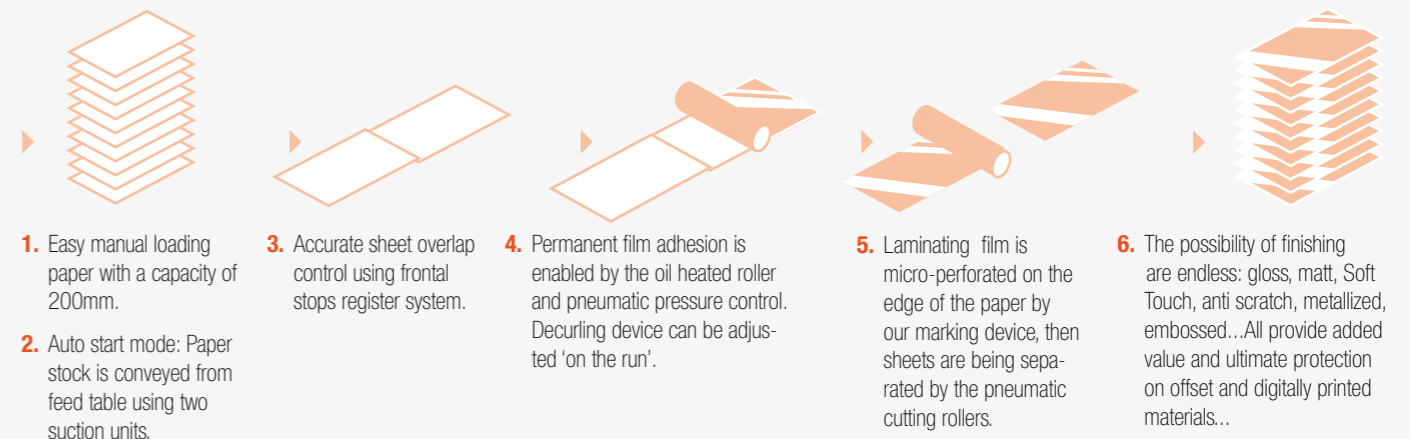 1. Easy manual loading
paper with a capacity of
200mm.
2. Auto start mode: Paper
stock is conveyed from
feed table using two
suction units.
3. Accurate sheet overlap
control using frontal
stops register system.
4. Permanent film adhesion is
enabled by the oil heated roller
and pneumatic pressure control.
Decurling device can be adjus-
ted ‘on the run’.
5. Laminating film is
micro-perforated on the
edge of the paper by
our marking device, then
sheets are being sepa-
rated by the pneumatic
cutting rollers.
6. The possibility of finishing
are endless: gloss, matt, Soft
Touch, anti scratch, metallized,
embossed…All provide added
value and ultimate protection
on offset and digitally printed
materials…